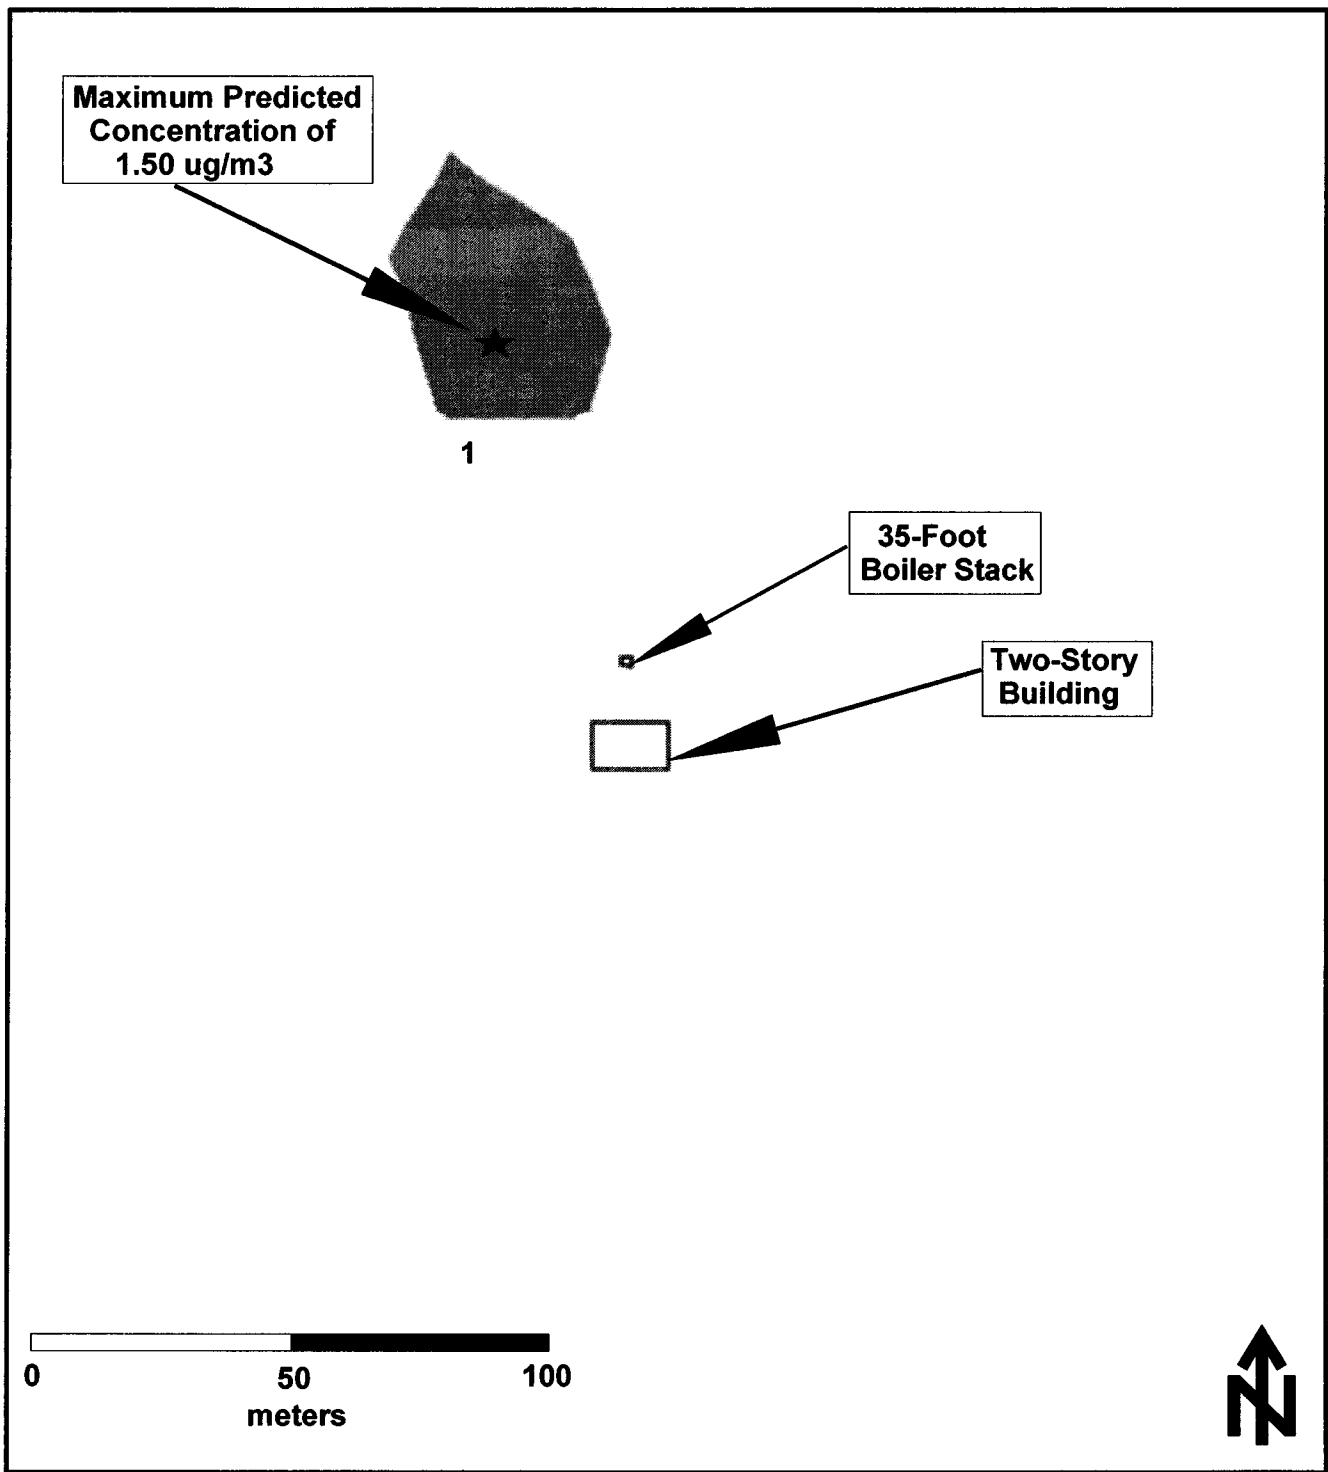 Maximum Predicted
Concentration of
1.50 ug/m3
1
35-Foot
Boiler Stack
Two-Story
Building
0 50 100
meters
N